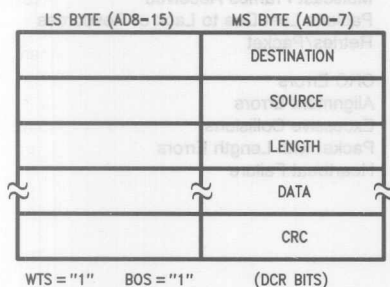 LS BYTE (AD8-15) MS BYTE (AD0-7)
DESTINATION
SOURCE
LENGTH
DATA
CRC
WTS = "1" BOS = "1" (DCR BITS)